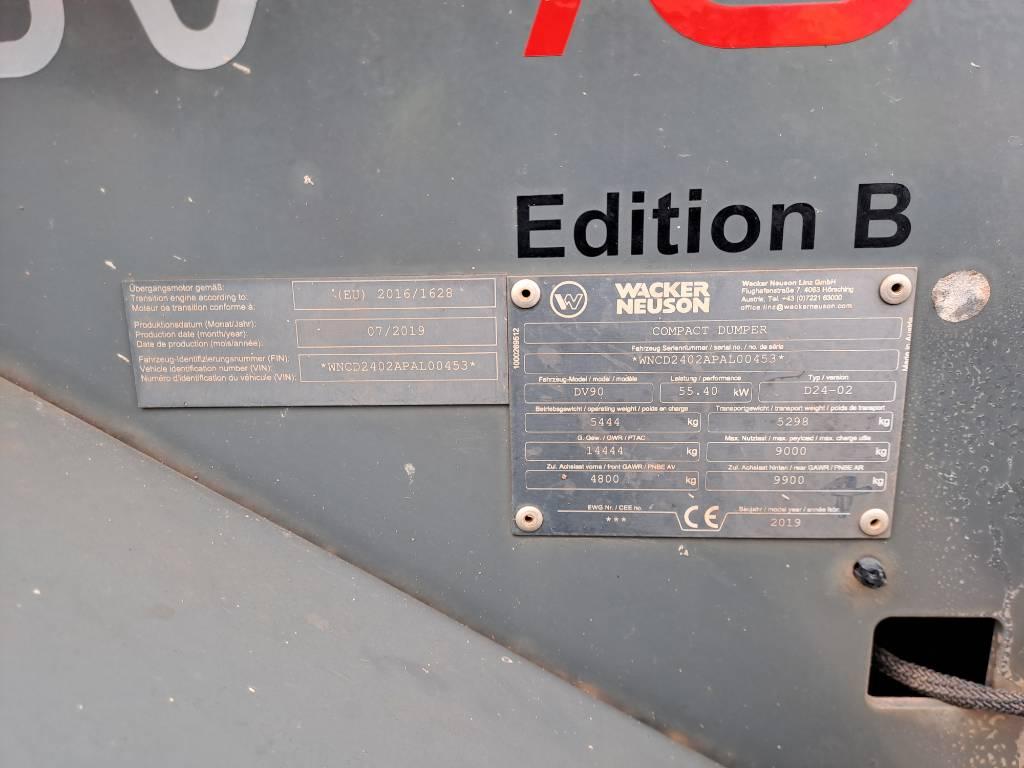 Edition B
Übergangsmotor gemäß:
Transition engine according to:
Moteur de transition conforme à:
(EU) 2016/1628
Produktionsdatum (Monat/Jahr):
Production date (month/year):
Date de production (mois/année):
07/2019
Fahrzeug-Identifizierungsnummer (FIN):
Vehicle identification number (VIN):
Numéro d'identification du véhicule (VIN):
*WNCD2402APAL00453*
WACKER
NEUSON
Wacker Neuson Linz GmbH
Flughafenstraße 7, 4063 Hörsching
Austria, Tel. +43 (0)7221 63000
office.linz@wackerneuson.com
1000289512
COMPACT DUMPER
Fahrzeug Seriennummer / serial no. / no. de série
*WNCD2402APAL00453*
Fahrzeug-Model / model / modèle Leistung / performance Typ / version
DV90 55.40 kW D24-02
Betriebsgewicht / operating weight / poids en charge Transportgewicht / transport weight / poids de transport
5444 kg 5298 kg
G. Gew. / GWR / PTAC Max. Nutzlast / max. payload / max. charge utile
14444 kg 9000 kg
Zul. Achslast vorne / front GAWR / PNBE AV Zul. Achslast hinten / rear GAWR / PNBE AR
4800 kg 9900 kg
EWG Nr. / CEE no. Baujahr / model year / année fabr.
*** CE 2019
Made in Austria